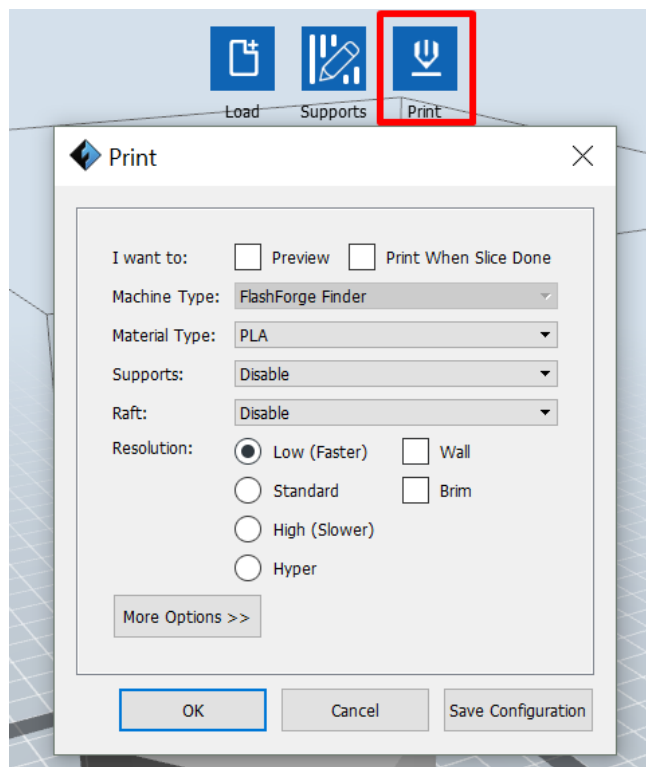 Load Supports Print
Print
I want to: Preview Print When Slice Done
Machine Type: FlashForge Finder
Material Type: PLA
Supports: Disable
Raft: Disable
Resolution: Low (Faster) Wall
Standard Brim
High (Slower)
Hyper
More Options >>
OK Cancel Save Configuration